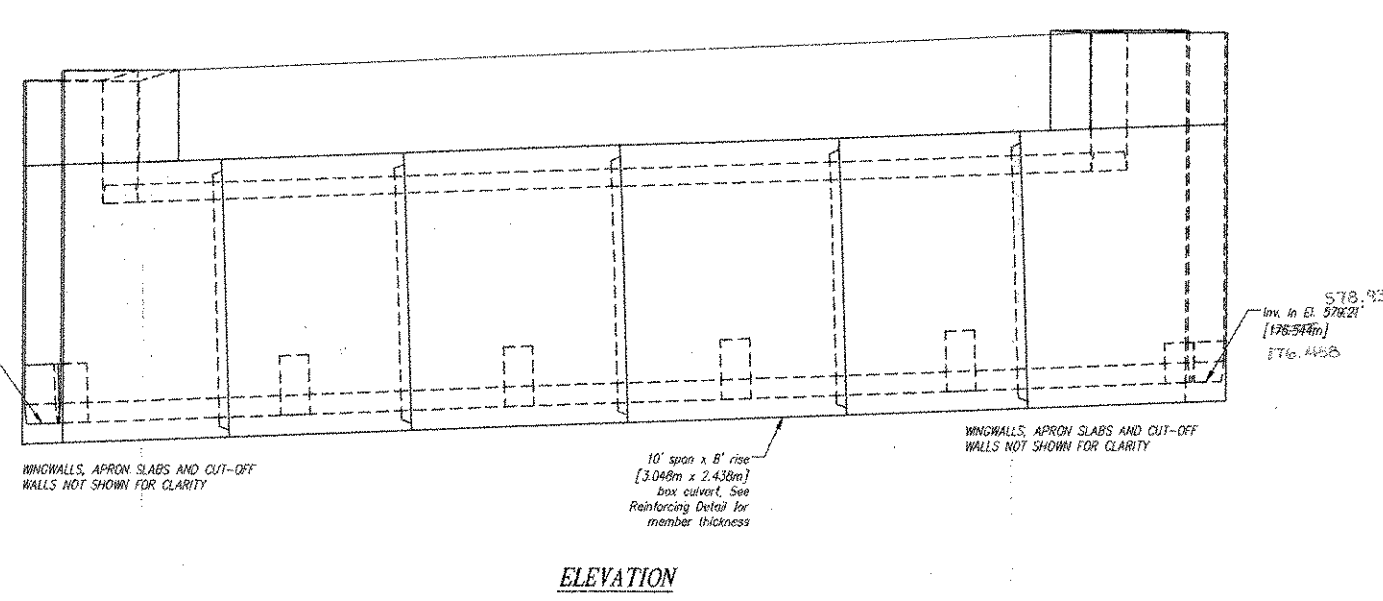 578.93
Inv. In El. 579.21'
[176.544m]
176.458
WINGWALLS, APRON SLABS AND CUT-OFF
WALLS NOT SHOWN FOR CLARITY
WINGWALLS, APRON SLABS AND CUT-OFF
WALLS NOT SHOWN FOR CLARITY
10' span x 8' rise
[3.048m x 2.438m]
box culvert. See
Reinforcing Detail for
member thickness
ELEVATION